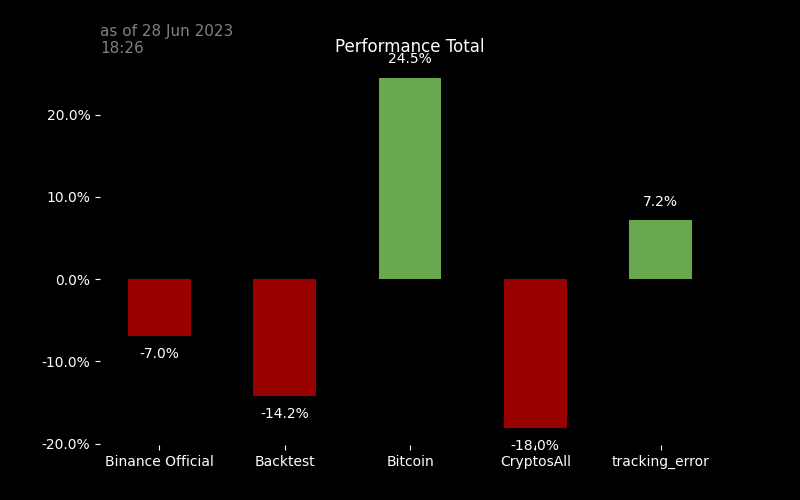 as of 28 Jun 2023
18:26
Performance Total
24.5%
20.0%
7.2%
10.0%
0.0%
-7.0%
-10.0%
-14.2%
-18.0%
-20.0%
Binance Official
Backtest
Bitcoin
CryptosAll
tracking_error